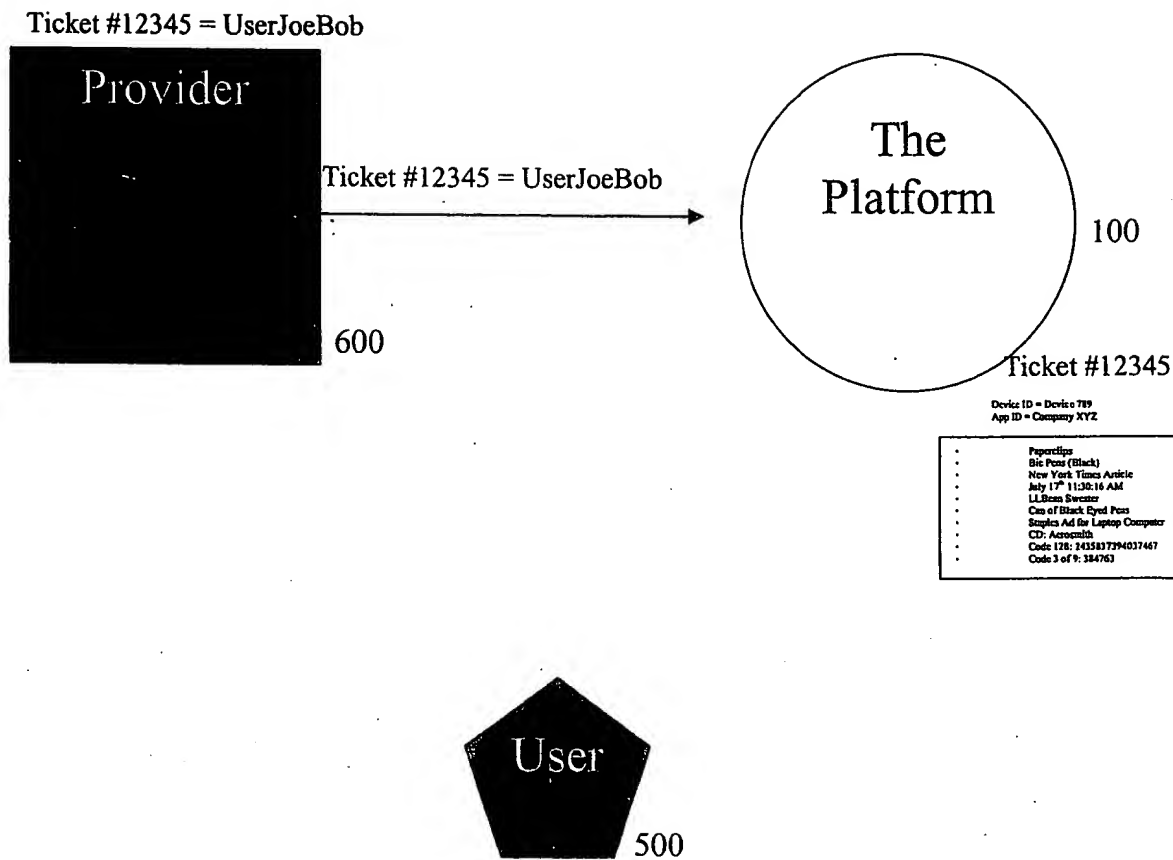 Ticket #12345 = UserJoeBob
Provider
Ticket #12345 = UserJoeBob
The
Platform
100
600
Ticket #12345
Device ID = Device 789
App ID = Company XYZ
Paperclips
Bic Pens (Black)
New York Times Article
July 17th 11:30:16 AM
LLBean Sweater
Can of Black Eyed Peas
Staples Ad for Laptop Computer
CD: Aerosmith
Code 128: 2435837394037467
Code 3 of 9: 384763
User
500